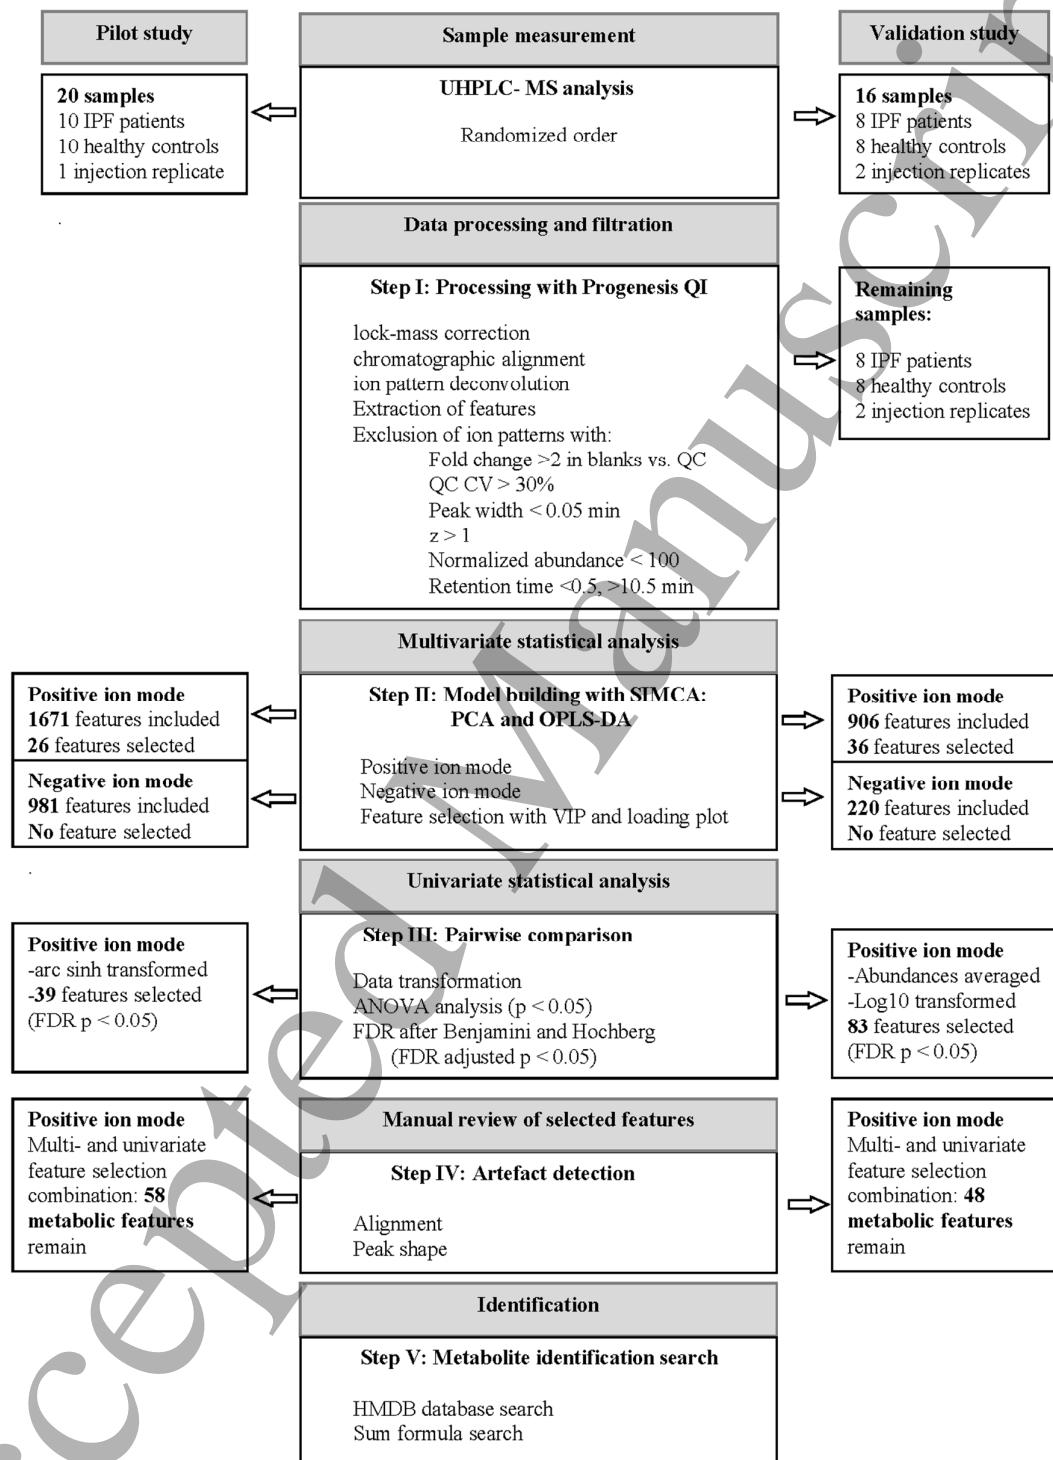 Pilot study
Sample measurement
Validation study
20 samples
10 IPF patients
10 healthy controls
1 injection replicate
UHPLC- MS analysis
Randomized order
16 samples
8 IPF patients
8 healthy controls
2 injection replicates
Data processing and filtration
Step I: Processing with Progenesis QI
lock-mass correction
chromatographic alignment
ion pattern deconvolution
Extraction of features
Exclusion of ion patterns with:
Fold change >2 in blanks vs. QC
QC CV > 30%
Peak width < 0.05 min
z > 1
Normalized abundance < 100
Retention time <0.5, >10.5 min
Remaining
samples:
8 IPF patients
8 healthy controls
2 injection replicates
Multivariate statistical analysis
Positive ion mode
1671 features included
26 features selected
Negative ion mode
981 features included
No feature selected
Step II: Model building with SIMCA:
PCA and OPLS-DA
Positive ion mode
Negative ion mode
Feature selection with VIP and loading plot
Positive ion mode
906 features included
36 features selected
Negative ion mode
220 features included
No feature selected
Univariate statistical analysis
Positive ion mode
-arc sinh transformed
-39 features selected
(FDR p < 0.05)
Step III: Pairwise comparison
Data transformation
ANOVA analysis (p < 0.05)
FDR after Benjamini and Hochberg
(FDR adjusted p < 0.05)
Positive ion mode
-Abundances averaged
-Log10 transformed
83 features selected
(FDR p < 0.05)
Manual review of selected features
Positive ion mode
Multi- and univariate
feature selection
combination: 58
metabolic features
remain
Step IV: Artefact detection
Alignment
Peak shape
Positive ion mode
Multi- and univariate
feature selection
combination: 48
metabolic features
remain
Identification
Step V: Metabolite identification search
HMDB database search
Sum formula search
cepted Manuscrip